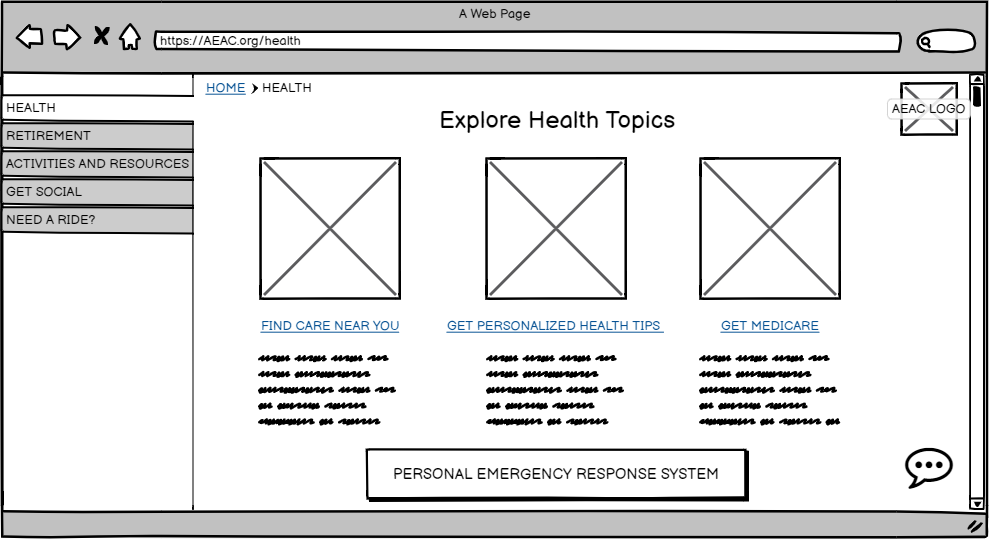 A Web Page
https://AEAC.org/health
HOME > HEALTH
AEAC LOGO
HEALTH
RETIREMENT
ACTIVITIES AND RESOURCES
GET SOCIAL
NEED A RIDE?
Explore Health Topics
FIND CARE NEAR YOU
GET PERSONALIZED HEALTH TIPS
GET MEDICARE
PERSONAL EMERGENCY RESPONSE SYSTEM